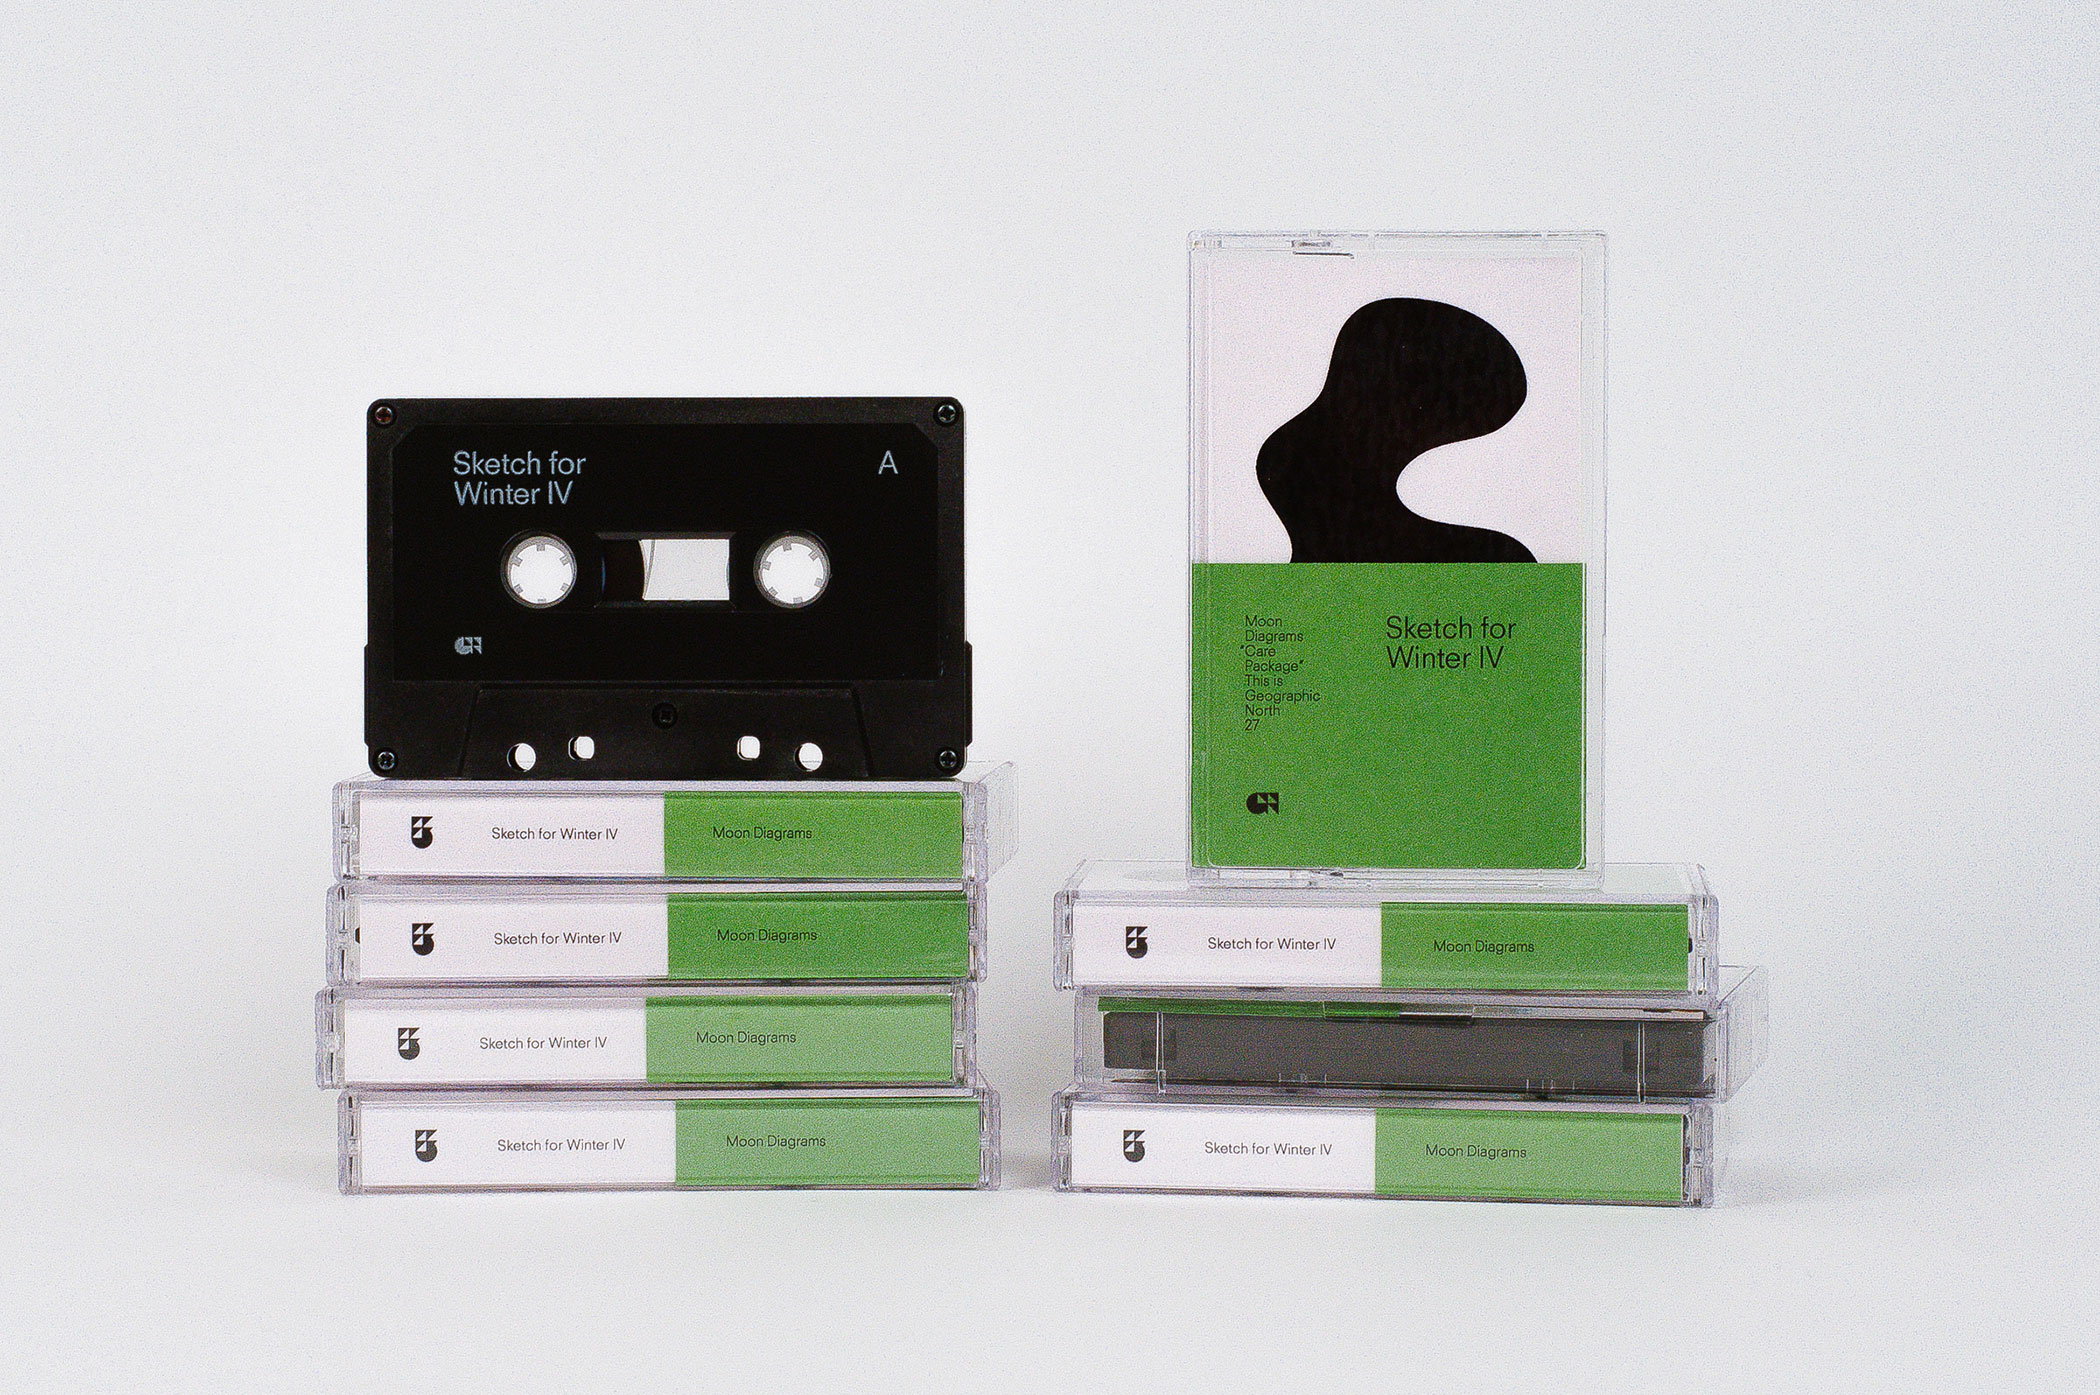 Sketch for
Winter IV
A
Sketch for Winter IV Moon Diagrams
Sketch for Winter IV Moon Diagrams
Sketch for Winter IV Moon Diagrams
Sketch for Winter IV Moon Diagrams
Moon
Diagrams
"Care
Package"
This is
Geographic
North
27
Sketch for
Winter IV
Sketch for Winter IV Moon Diagrams
Sketch for Winter IV Moon Diagrams